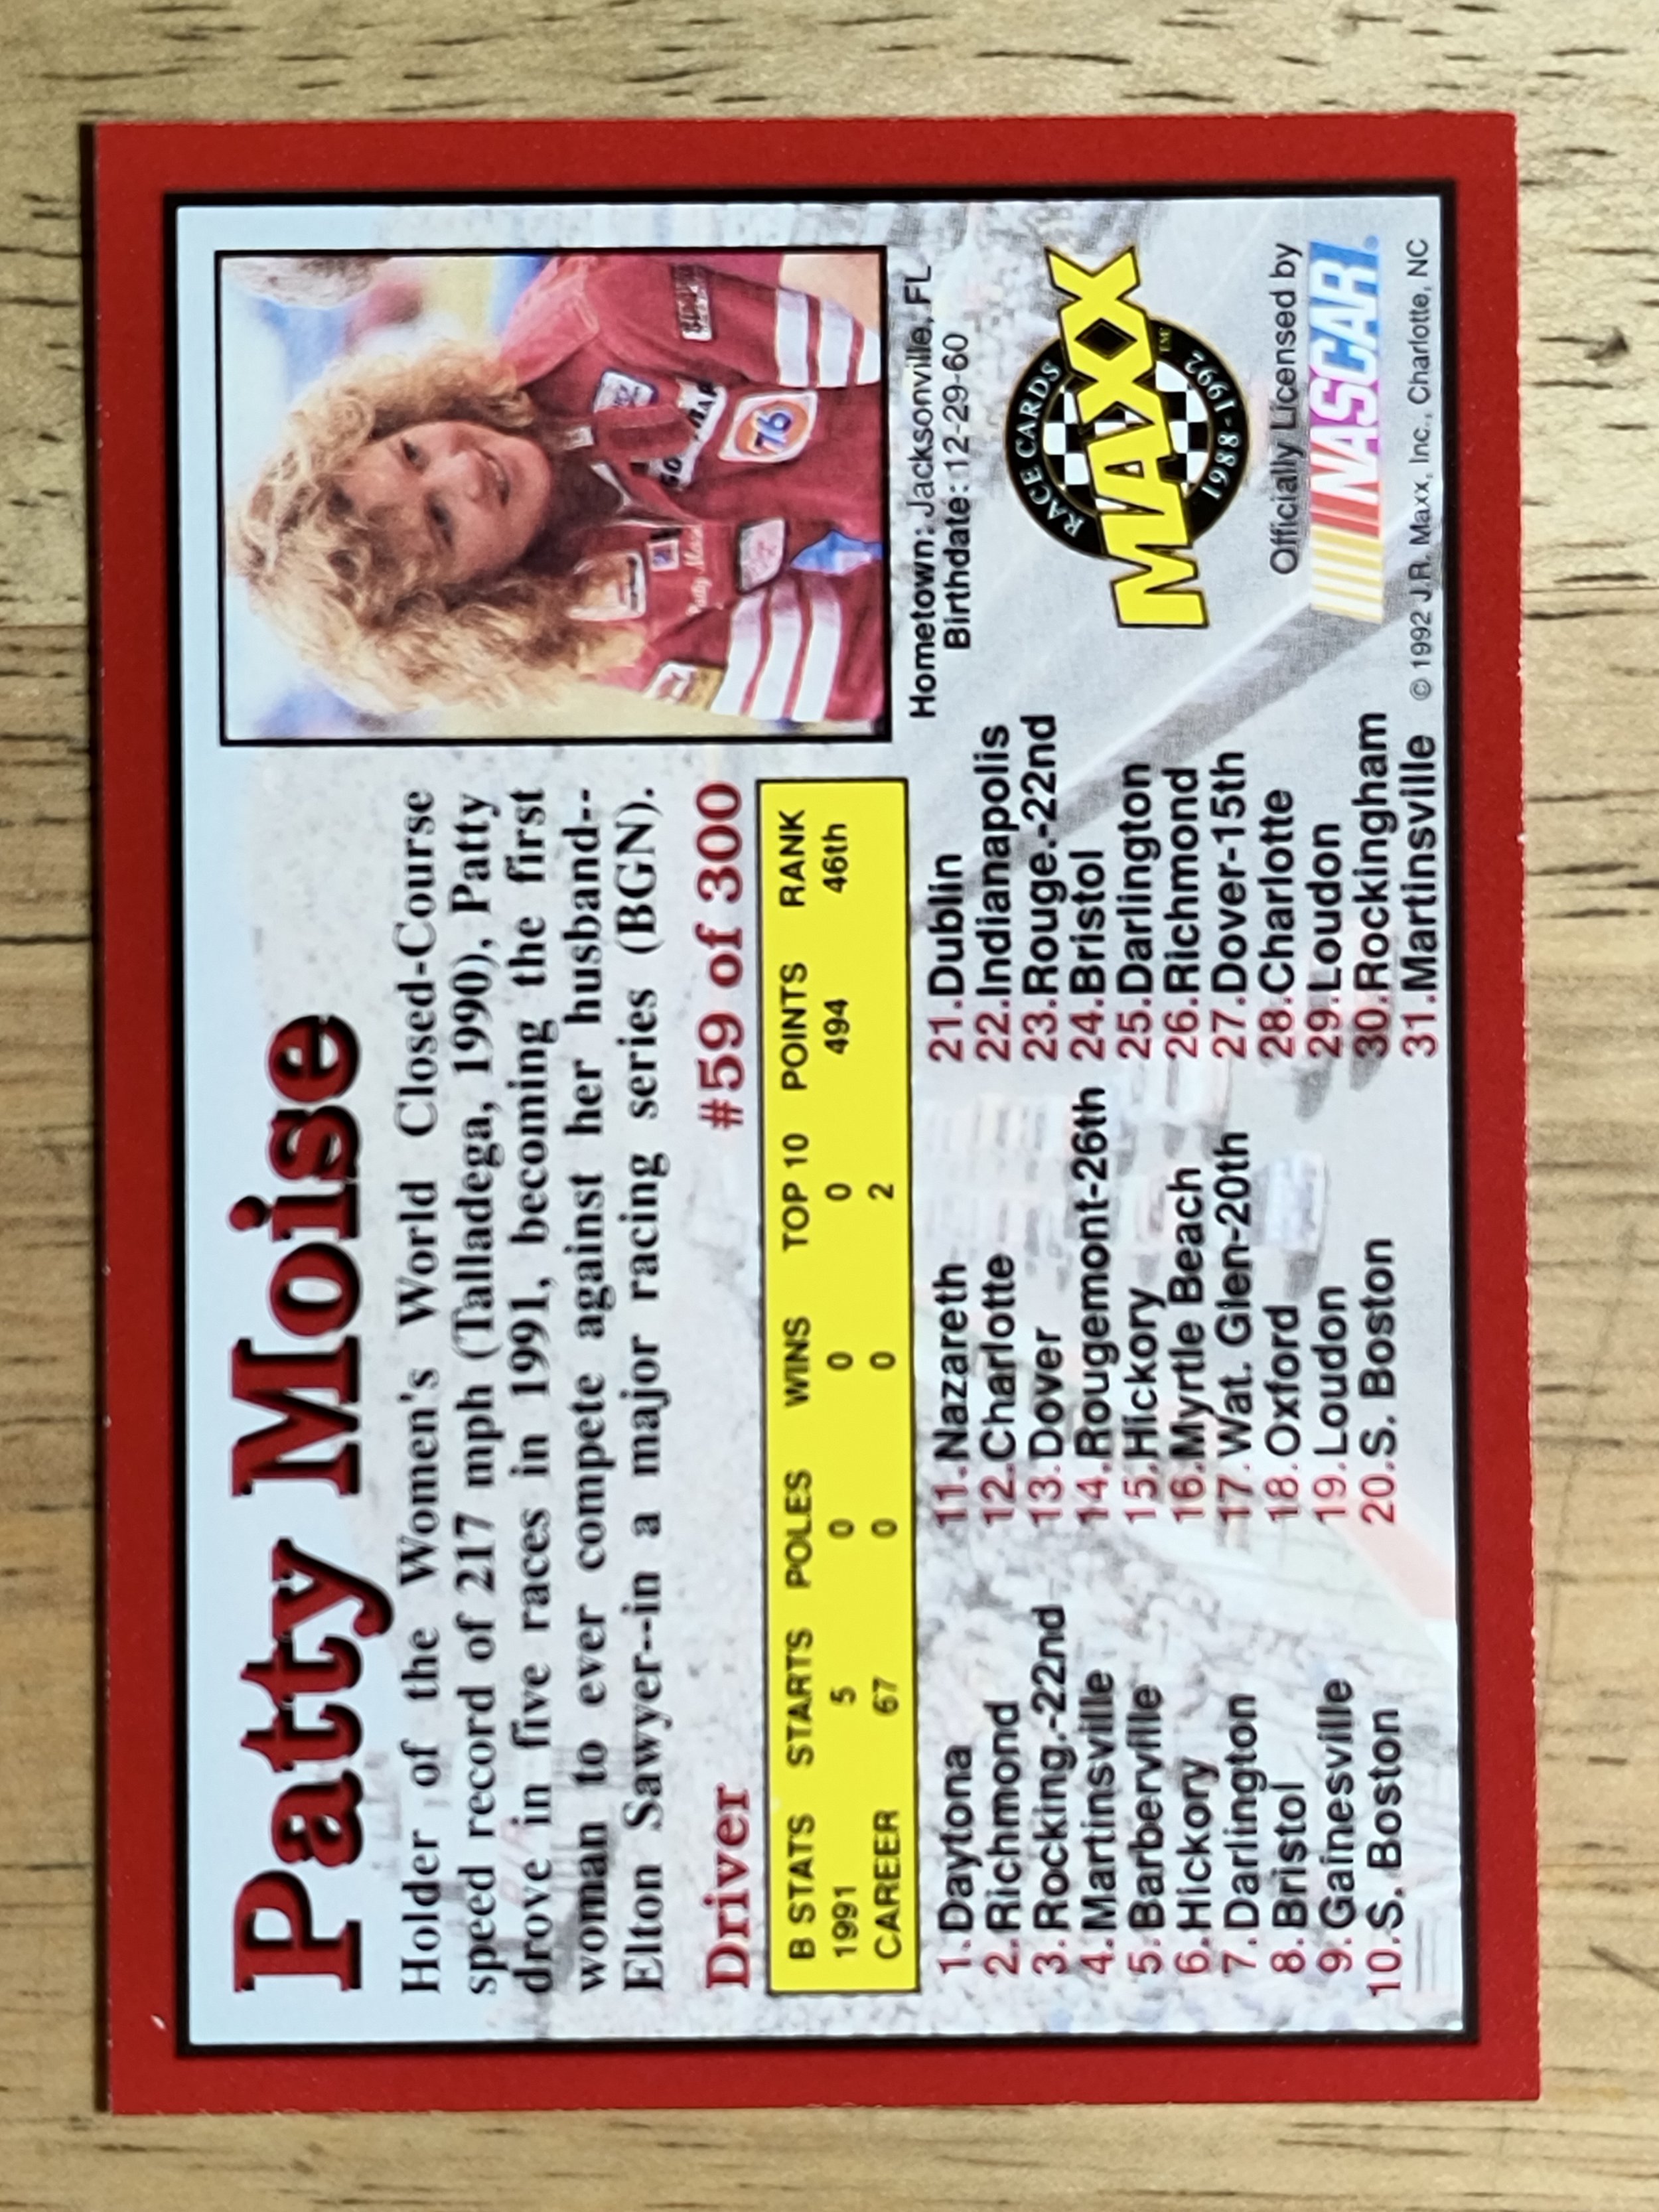 Patty Moise
Holder of the Women's World Closed-Course
speed record of 217 mph (Talladega, 1990), Patty
drove in five races in 1991, becoming the first
woman to ever compete against her husband--
Elton Sawyer--in a major racing series (BGN).
Driver #59 of 300
B STATS STARTS POLES WINS TOP 10 POINTS RANK
1991 5 0 0 0 494 46th
CAREER 67 0 0 2
1.Daytona
2.Richmond
3.Rocking.-22nd
4.Martinsville
5.Barberville
6.Hickory
7.Darlington
8.Bristol
9.Gainesville
10.S. Boston
11.Nazareth
12.Charlotte
13.Dover
14.Rougemont-26th
15.Hickory
16.Myrtle Beach
17.Wat. Glen-20th
18.Oxford
19.Loudon
20.S. Boston
21.Dublin
22.Indianapolis
23.Rouge.-22nd
24.Bristol
25.Darlington
26.Richmond
27.Dover-15th
28.Charlotte
29.Loudon
30.Rockingham
31.Martinsville
76
Hometown: Jacksonville, FL
Birthdate: 12-29-60
RACE CARDS
MAXX
TM
1988-1992
Officially Licensed by
NASCAR®
© 1992 J.R. Maxx, Inc., Charlotte, NC